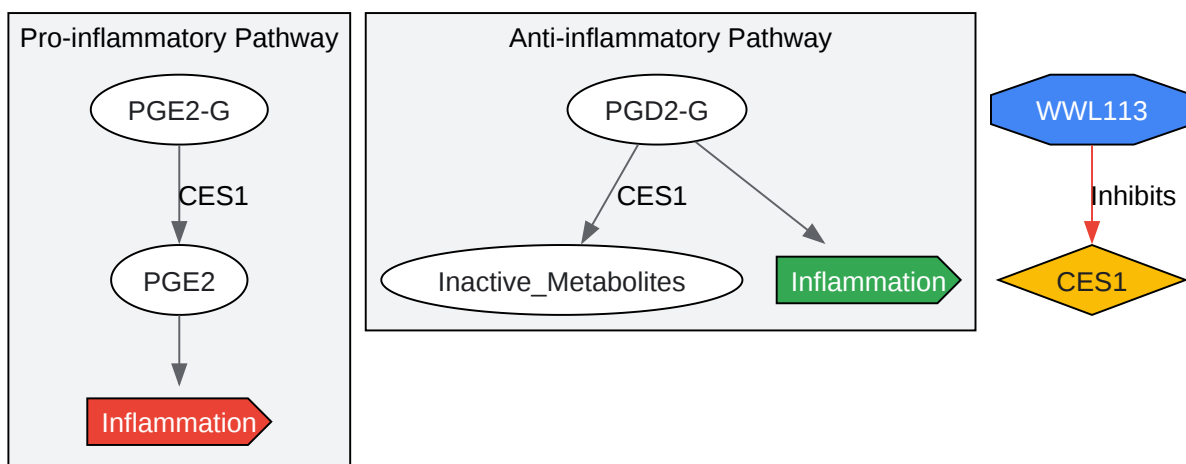 Pro-inflammatory Pathway
PGE2-G
CES1
PGE2
Inflammation
Anti-inflammatory Pathway
PGD2-G
CES1
Inactive_Metabolites
Inflammation
WWL113
Inhibits
CES1